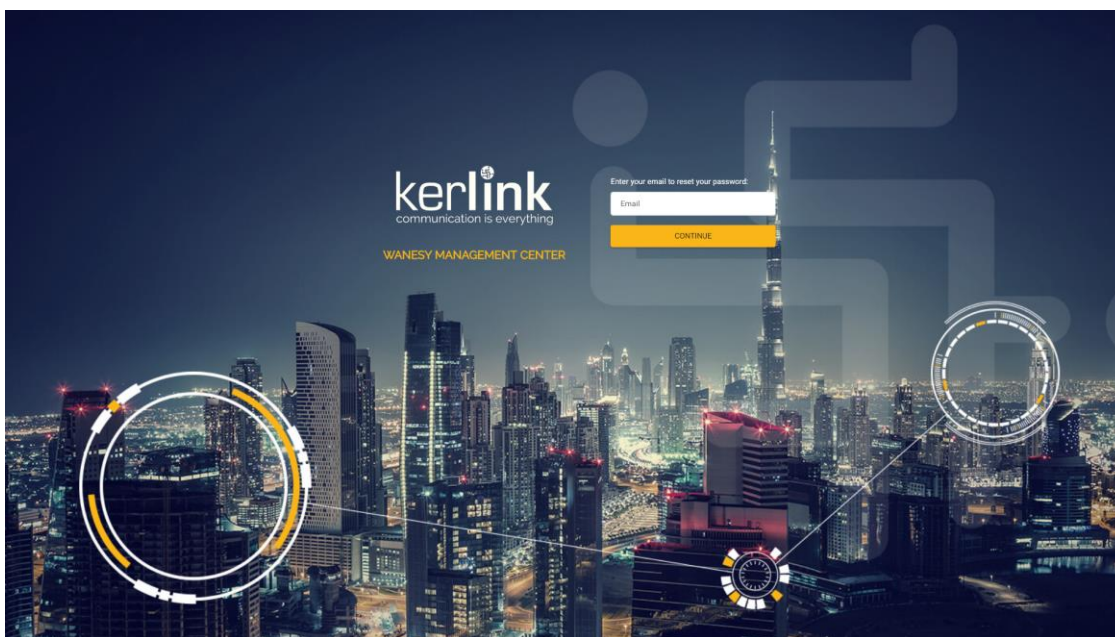 kerlink
communication is everything
WANESY MANAGEMENT CENTER
Enter your email to reset your password:
Email
CONTINUE